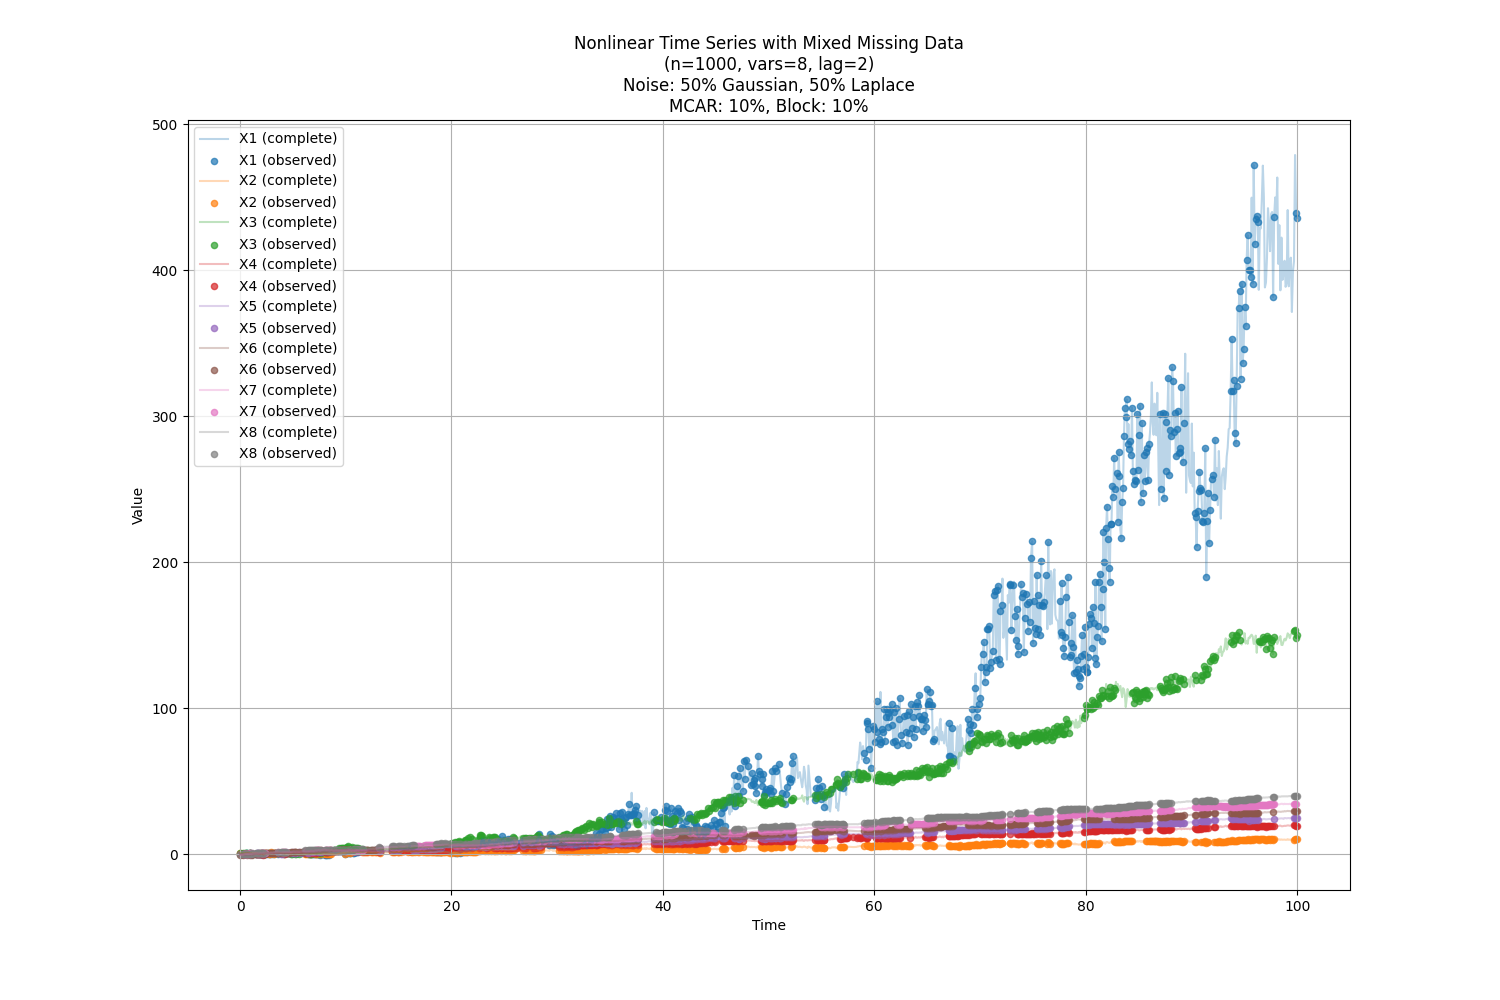 Nonlinear Time Series with Mixed Missing Data
(n=1000, vars=8, lag=2)
Noise: 50% Gaussian, 50% Laplace
MCAR: 10%, Block: 10%
X1 (complete)
X1 (observed)
X2 (complete)
X2 (observed)
X3 (complete)
X3 (observed)
X4 (complete)
X4 (observed)
X5 (complete)
X5 (observed)
X6 (complete)
X6 (observed)
X7 (complete)
X7 (observed)
X8 (complete)
X8 (observed)
Value
500
400
300
200
100
0
0 20 40 60 80 100
Time